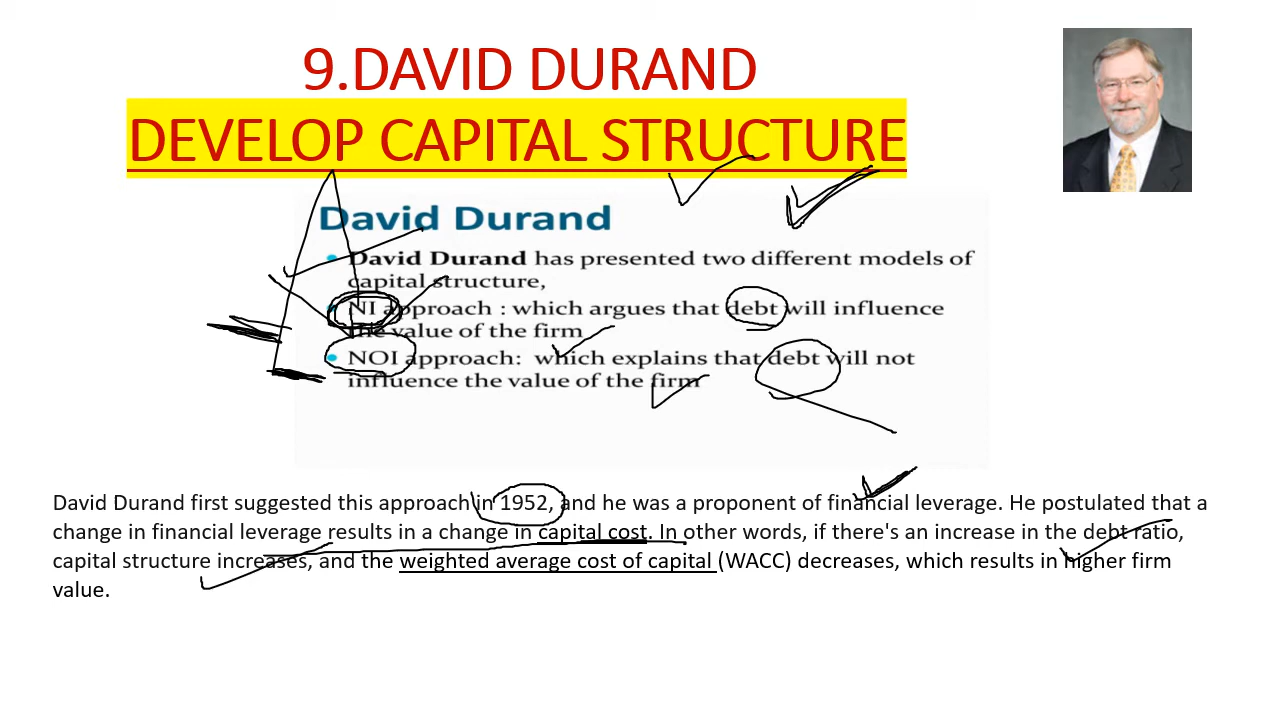 9.DAVID DURAND
DEVELOP CAPITAL STRUCTURE
David Durand
• David Durand has presented two different models of
capital structure,
• NI approach : which argues that debt will influence
the value of the firm
• NOI approach: which explains that debt will not
influence the value of the firm
David Durand first suggested this approach in 1952, and he was a proponent of financial leverage. He postulated that a
change in financial leverage results in a change in capital cost. In other words, if there's an increase in the debt ratio,
capital structure increases, and the weighted average cost of capital (WACC) decreases, which results in higher firm
value.